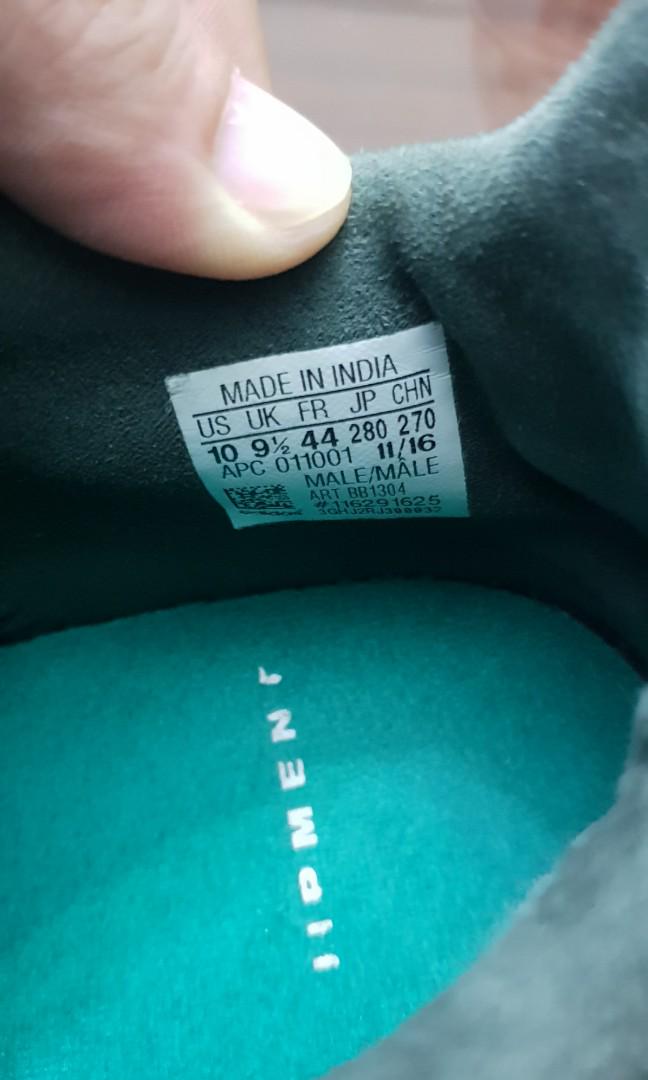 MADE IN INDIA
US UK FR JP CHN
10 9½ 44 280 270
APC 011001 11/16
MALE/MÂLE
ART BB1304
#116291625
IPMEN